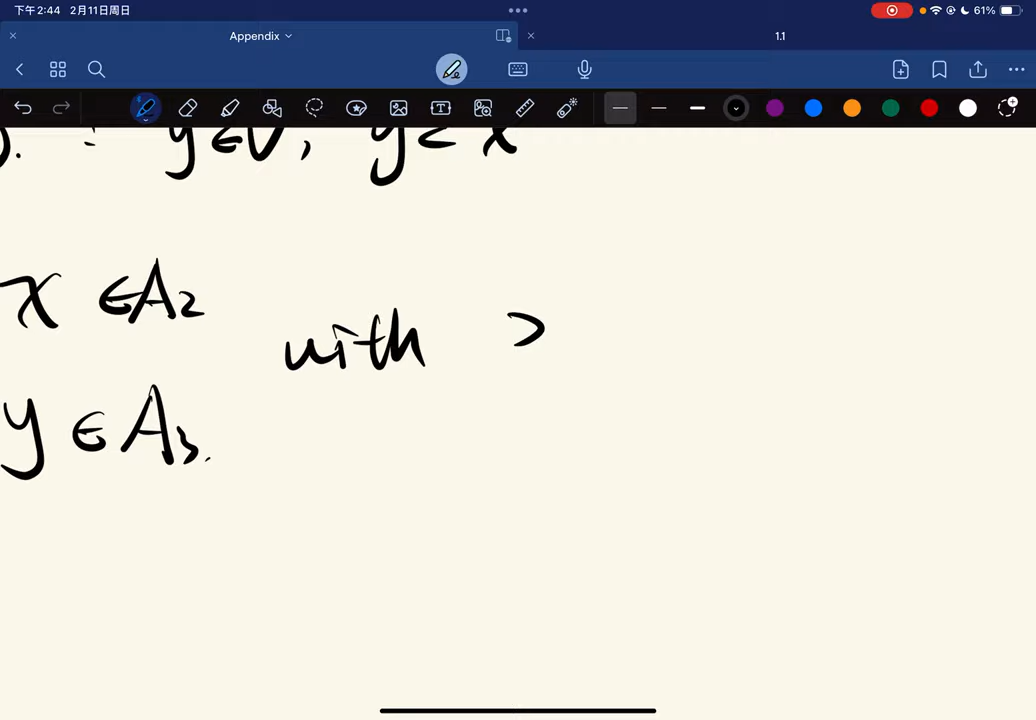 下午2:44 2月11日周日
61%
Appendix
1.1
y∈U, y<x
x ∈A2
with >
y ∈ A3.